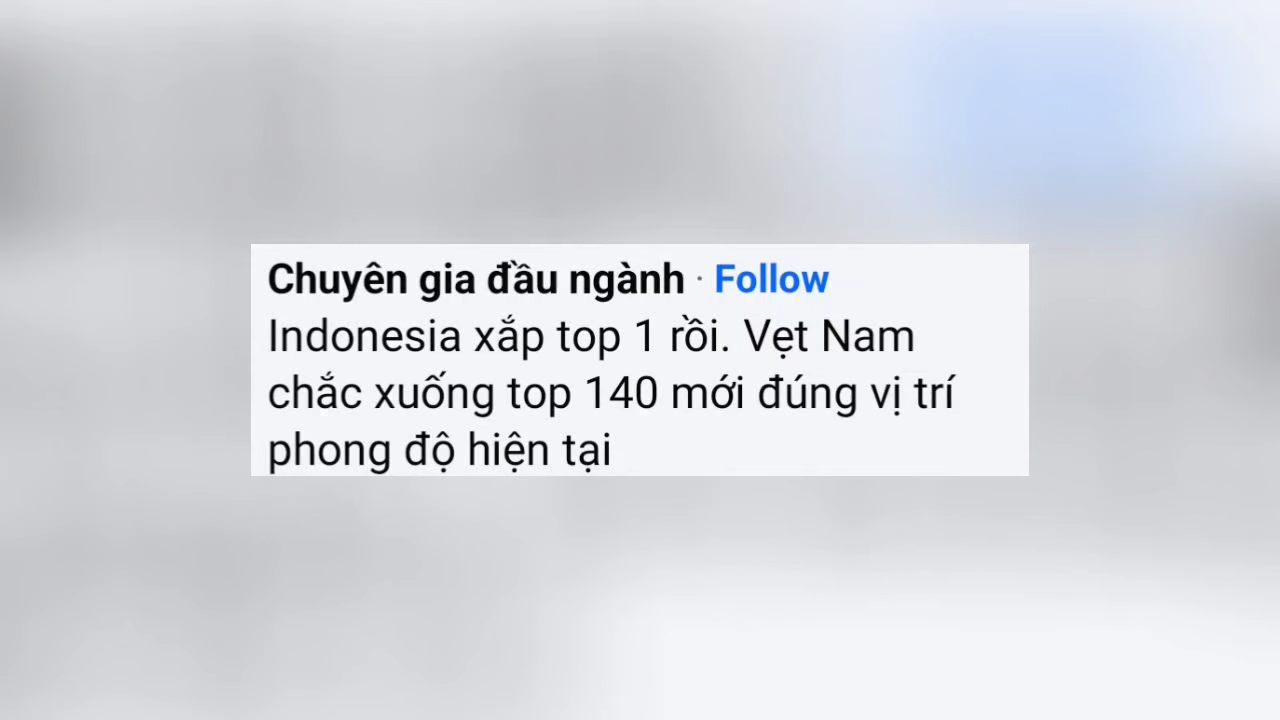 Chuyên gia đầu ngành · Follow
Indonesia xắp top 1 rồi. Vẹt Nam
chắc xuống top 140 mới đúng vị trí
phong độ hiện tại